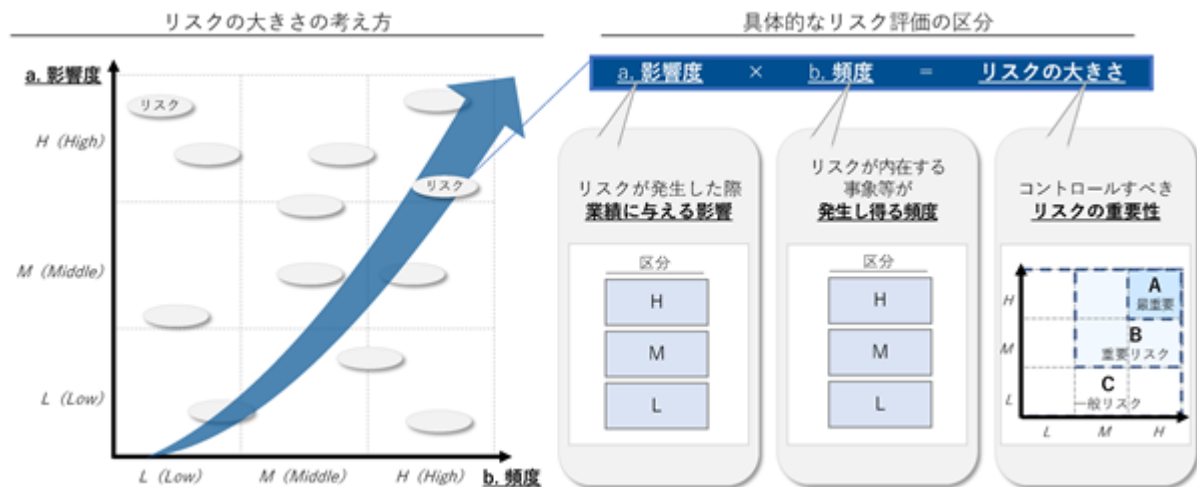 リスクの大きさの考え方
a. 影響度
リスク
H (High)
リスク
M (Middle)
L (Low)
L (Low)
M (Middle)
H (High)
b. 頻度
具体的なリスク評価の区分
a. 影響度 × b. 頻度 = リスクの大きさ
リスクが発生した際
業績に与える影響
区分
H
M
L
リスクが内在する
事象等が
発生し得る頻度
区分
H
M
L
コントロールすべき
リスクの重要性
H
M
L
A
最重要
B
重要リスク
C
一般リスク
L
M
H